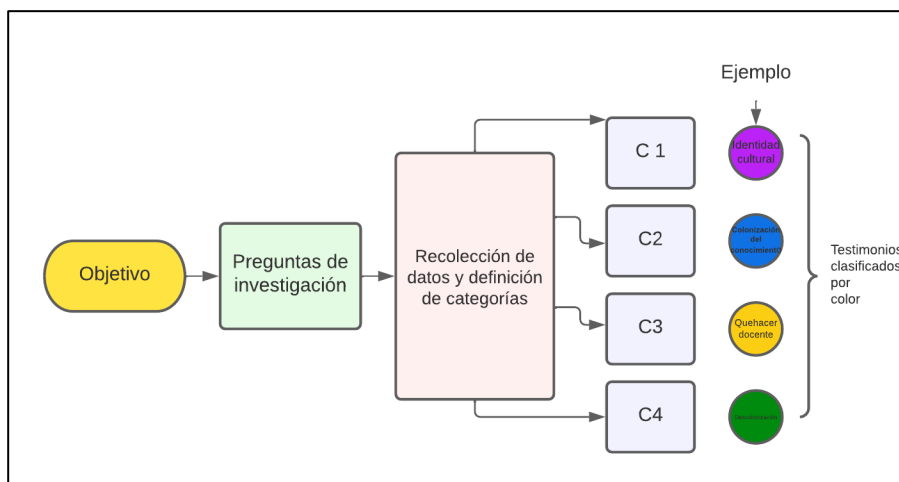 Ejemplo
Objetivo
Preguntas de
investigación
Recolección de
datos y definición
de categorías
C 1
Identidad
cultural
C2
Colonización
del
C3
Quehacer
docente
C4
Testimonios
clasificados
por
color